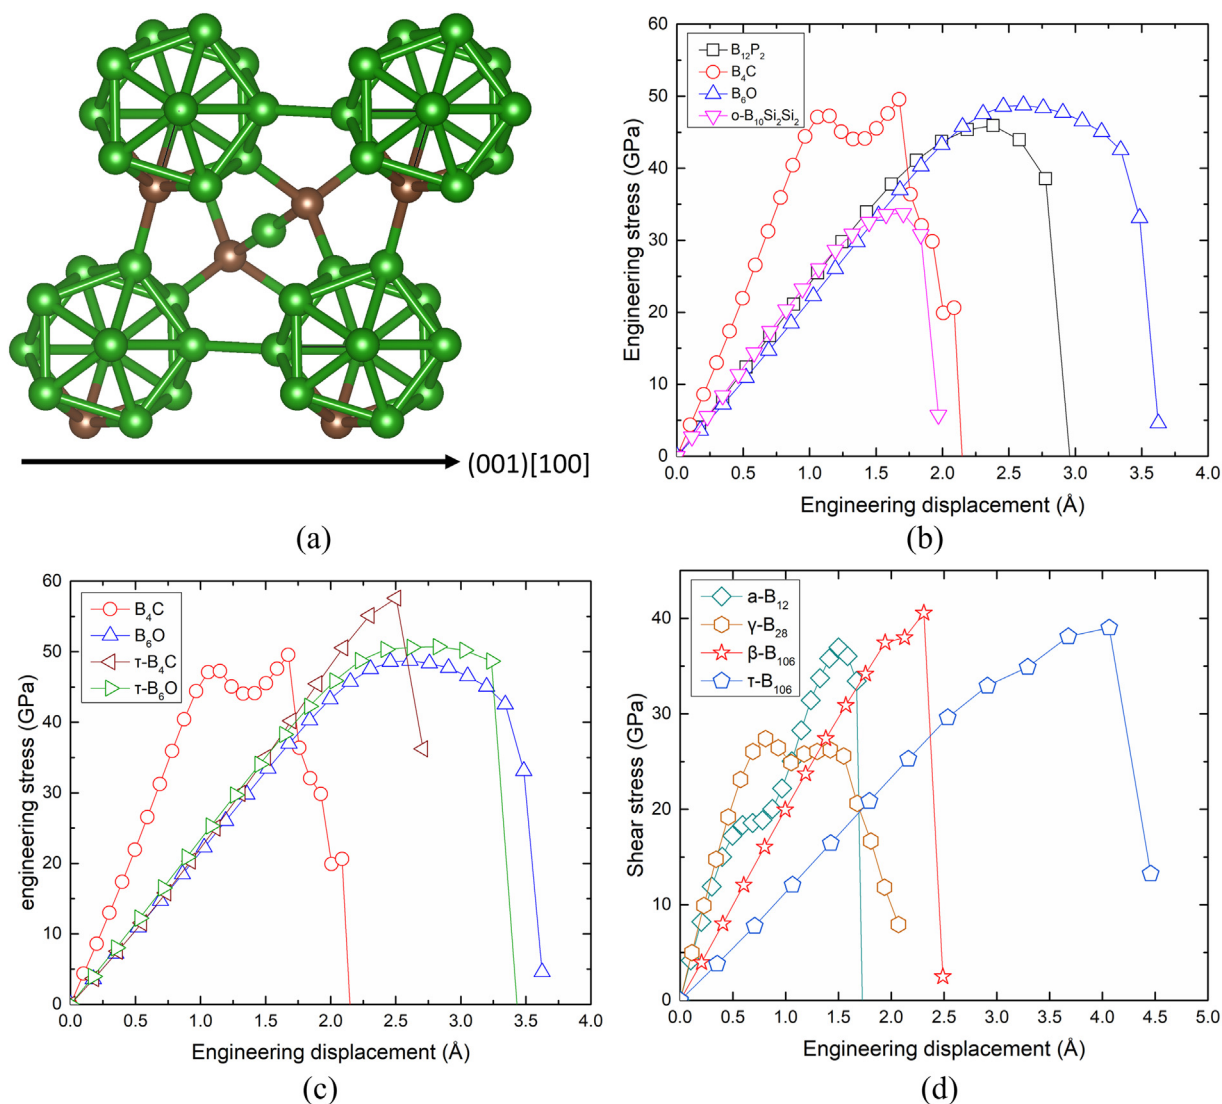 (001)[100]
(a)
60
50
40
30
20
10
0
Engineering stress (GPa)
B₁₂P₂
B₄C
B₆O
o-B₁₀Si₂Si₂
0.0 0.5 1.0 1.5 2.0 2.5 3.0 3.5 4.0
Engineering displacement (Å)
(b)
60
50
40
30
20
10
0
engineering stress (GPa)
B₄C
B₆O
τ-B₄C
τ-B₆O
0.0 0.5 1.0 1.5 2.0 2.5 3.0 3.5 4.0
Engineering displacement (Å)
(c)
40
30
20
10
0
Shear stress (GPa)
a-B₁₂
γ-B₂₈
β-B₁₀₆
τ-B₁₀₆
0.0 0.5 1.0 1.5 2.0 2.5 3.0 3.5 4.0 4.5 5.0
Engineering displacement (Å)
(d)